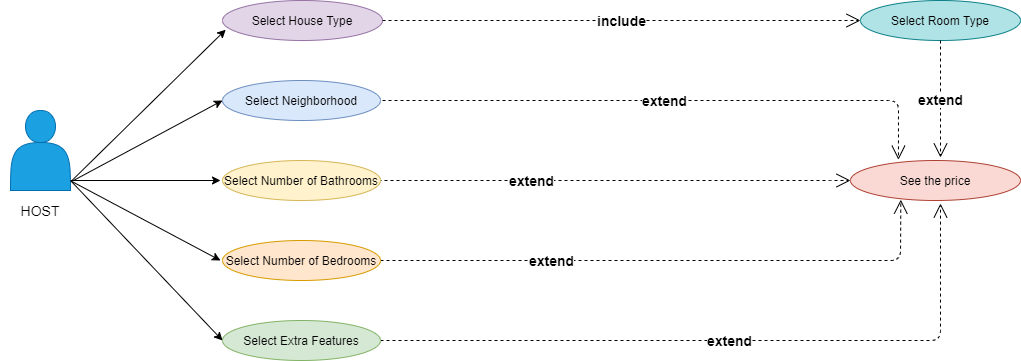 Select House Type
include
Select Room Type
Select Neighborhood
extend
extend
HOST
Select Number of Bathrooms
extend
See the price
Select Number of Bedrooms
extend
Select Extra Features
extend